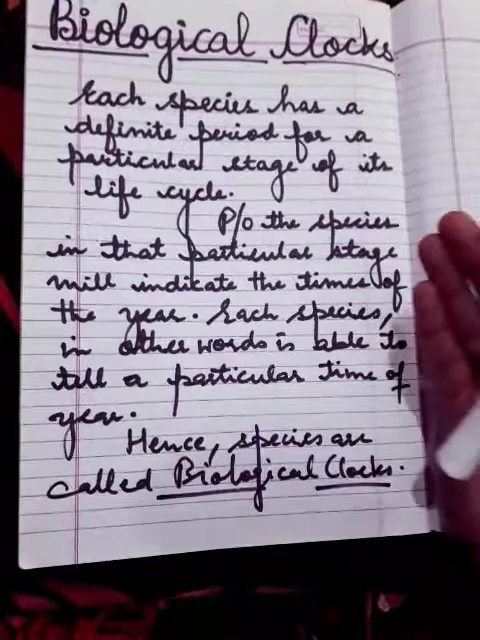 Biological Clocks
Each species has a
definite period for a
particular stage of its
life cycle.
P/o the species
in that particular stage
will indicate the times of
the year. Each species,
in other words is able to
tell a particular time of
year.
Hence, species are
called Biological Clocks.